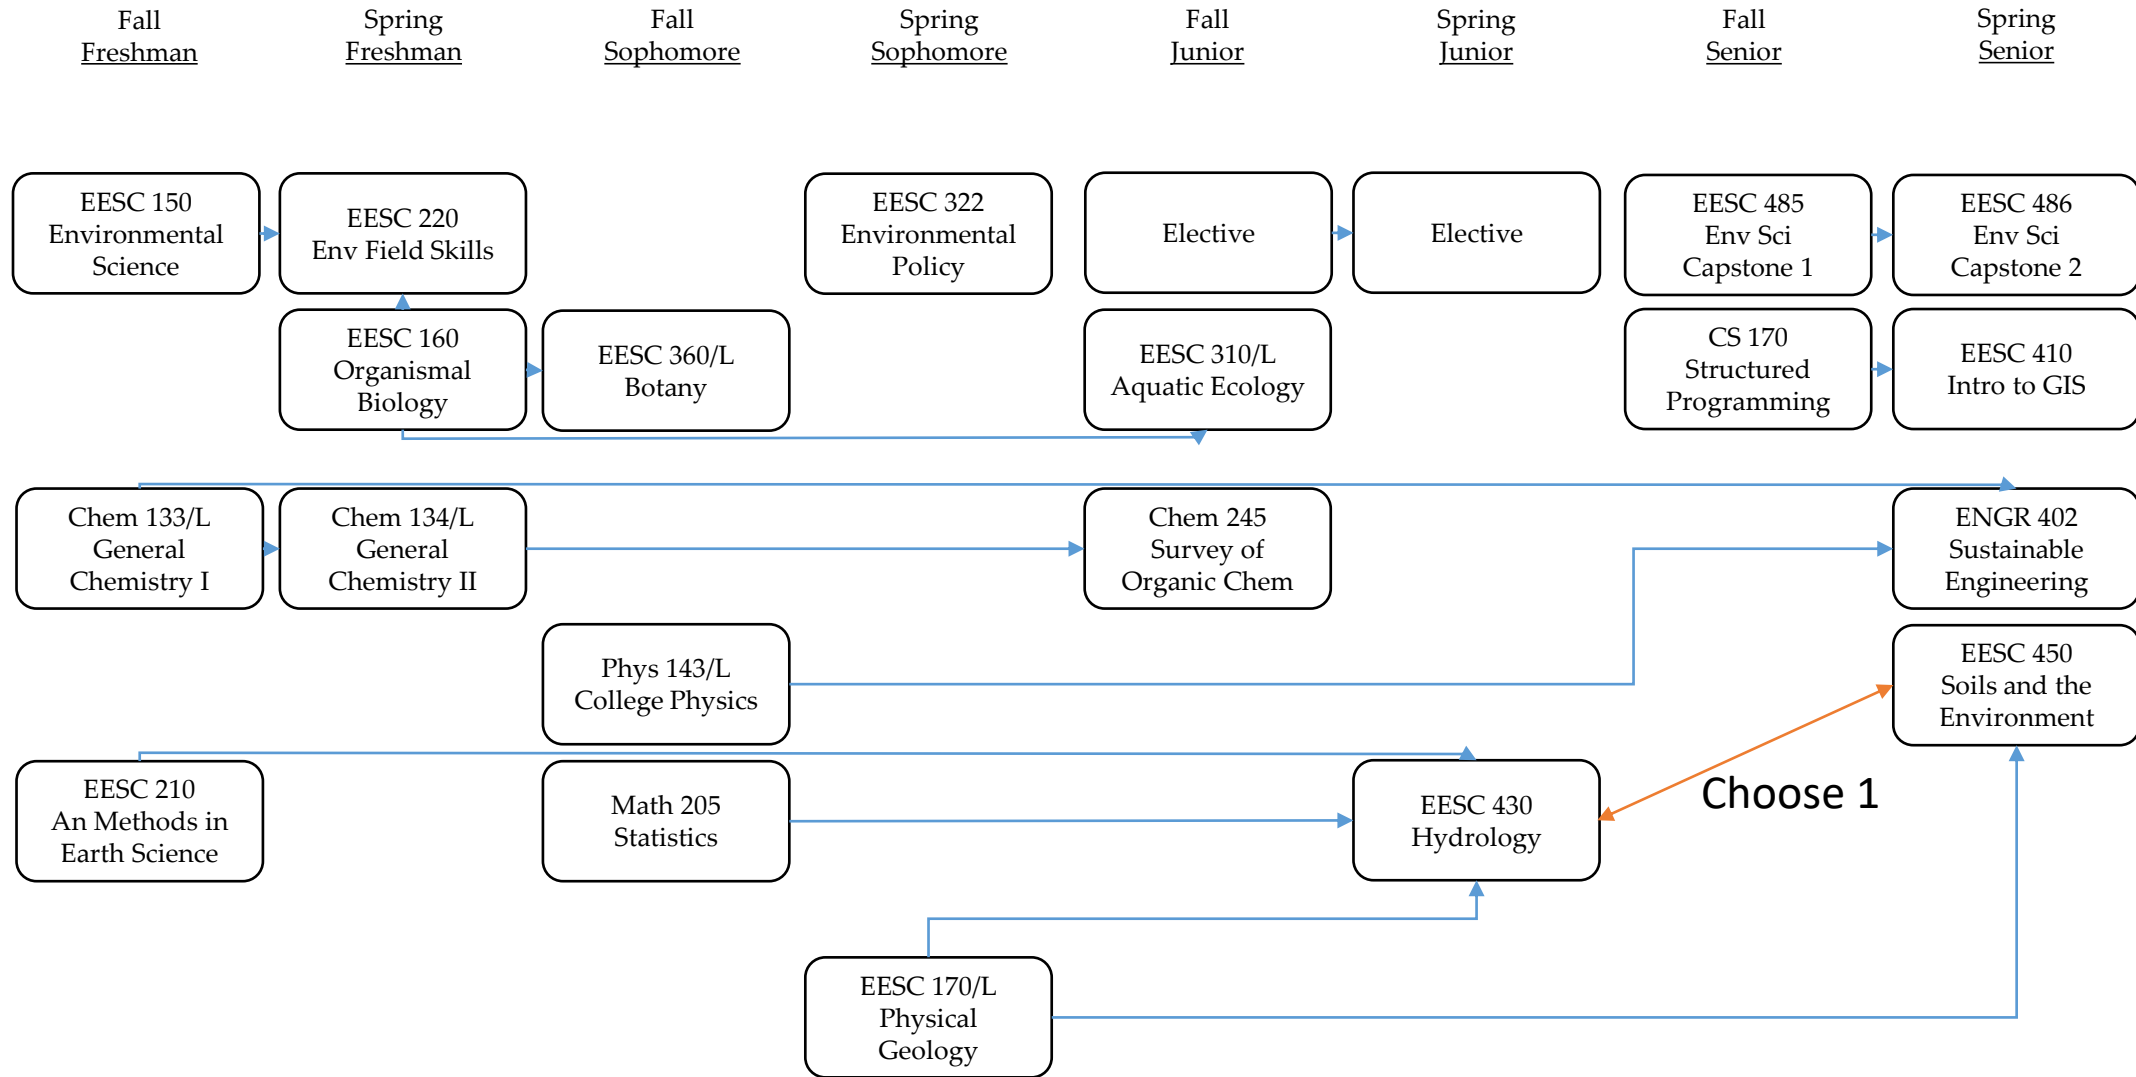 Fall
Freshman
Spring
Freshman
Fall
Sophomore
Spring
Sophomore
Fall
Junior
Spring
Junior
Fall
Senior
Spring
Senior
EESC 150
Environmental
Science
EESC 220
Env Field Skills
EESC 322
Environmental
Policy
Elective
Elective
EESC 485
Env Sci
Capstone 1
EESC 486
Env Sci
Capstone 2
EESC 160
Organismal
Biology
EESC 360/L
Botany
EESC 310/L
Aquatic Ecology
CS 170
Structured
Programming
EESC 410
Intro to GIS
Chem 133/L
General
Chemistry I
Chem 134/L
General
Chemistry II
Chem 245
Survey of
Organic Chem
ENGR 402
Sustainable
Engineering
Phys 143/L
College Physics
EESC 450
Soils and the
Environment
EESC 210
An Methods in
Earth Science
Math 205
Statistics
EESC 430
Hydrology
Choose 1
EESC 170/L
Physical
Geology